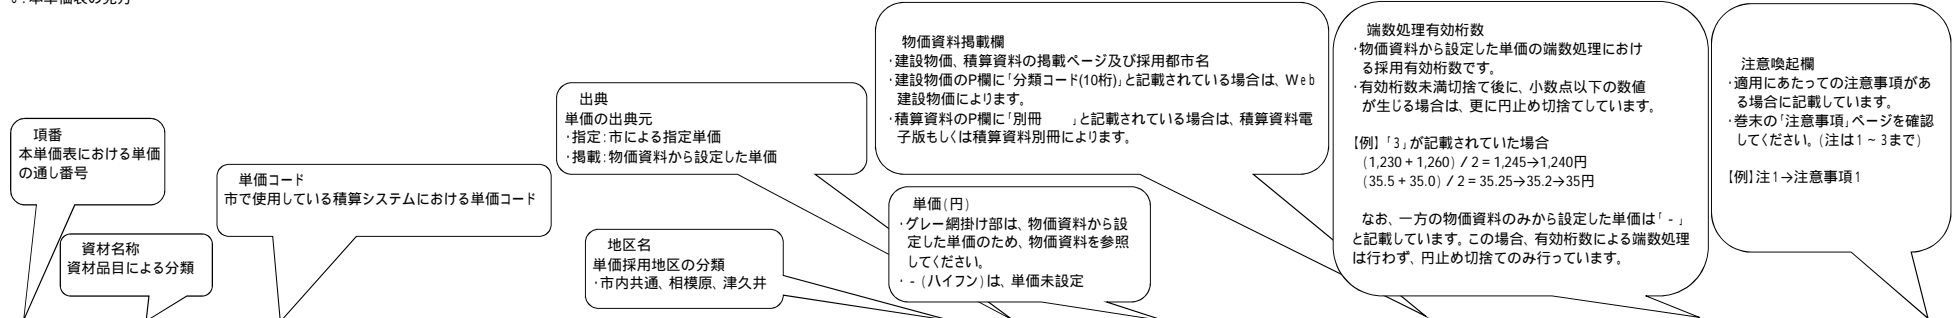 項番
本単価表における単価
の通し番号
資材名称
資材品目による分類
単価コード
市で使用している積算システムにおける単価コード
出典
単価の出典元
・指定:市による指定単価
・掲載:物価資料から設定した単価
地区名
単価採用地区の分類
・市内共通、相模原、津久井
物価資料掲載欄
・建設物価、積算資料の掲載ページ及び採用都市名
・建設物価のP欄に「分類コード(10桁)」と記載されている場合は、Web
建設物価によります。
・積算資料のP欄に「別冊　　」と記載されている場合は、積算資料電
子版もしくは積算資料別冊によります。
単価(円)
・グレー網掛け部は、物価資料から設
定した単価のため、物価資料を参照
してください。
・-(ハイフン)は、単価未設定
端数処理有効桁数
・物価資料から設定した単価の端数処理におけ
る採用有効桁数です。
・有効桁数未満切捨て後に、小数点以下の数値
が生じる場合は、更に円止め切捨てしています。
【例】「3」が記載されていた場合
(1,230+1,260)/2=1,245→1,240円
(35.5+35.0)/2=35.25→35.2→35円
なお、一方の物価資料のみから設定した単価は「-」
と記載しています。この場合、有効桁数による端数処理
は行わず、円止め切捨てのみ行っています。
注意喚起欄
・適用にあたっての注意事項があ
る場合に記載しています。
・巻末の「注意事項」ページを確認
してください。(注は1~3まで)
【例】注1→注意事項1